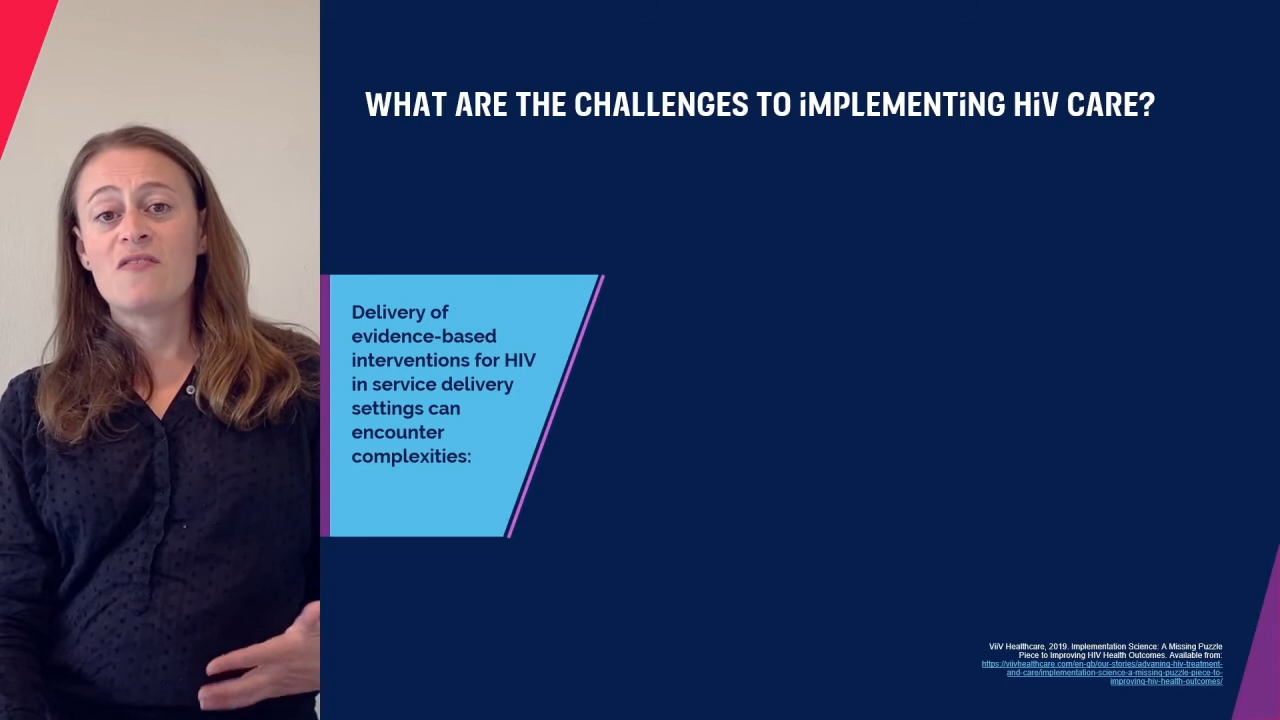 WHAT ARE THE CHALLENGES TO iMPLEMENTiNG HiV CARE?
Delivery of
evidence-based
interventions for HIV
in service delivery
settings can
encounter
complexities:
ViiV Healthcare, 2019. Implementation Science: A Missing Puzzle
Piece to Improving HIV Health Outcomes. Available from:
https://viivhealthcare.com/en-gb/our-stories/advaning-hiv-treatment-
and-care/implementation-science-a-missing-puzzle-piece-to-
improving-hiv-health-outcomes/